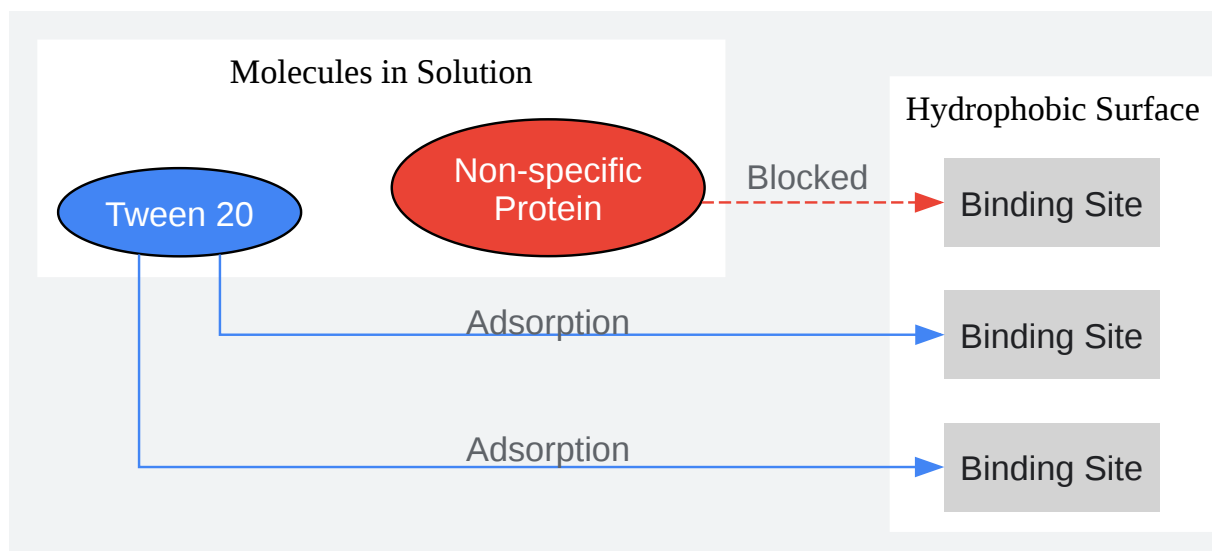 Molecules in Solution
Hydrophobic Surface
Non-specific
Protein
Tween 20
Blocked
Binding Site
Adsorption
Binding Site
Adsorption
Binding Site